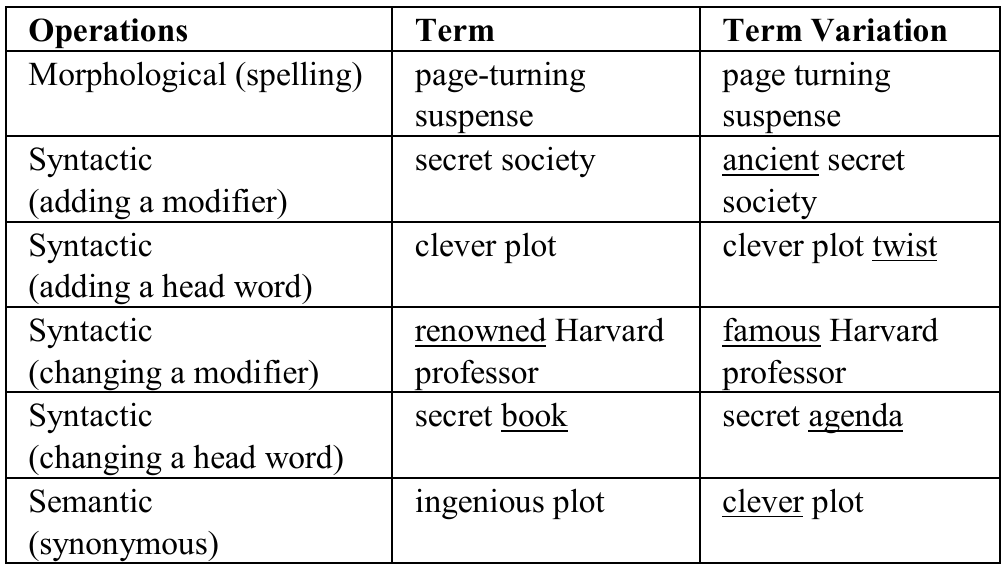 Operations Term Term Variation
Morphological (spelling) page-turning page turning
suspense suspense
Syntactic secret society ancient secret
(adding a modifier) society
Syntactic clever plot clever plot twist
(adding a head word)
Syntactic renowned Harvard famous Harvard
(changing a modifier) professor professor
Syntactic secret book secret agenda
(changing a head word)
Semantic ingenious plot clever plot
(synonymous)